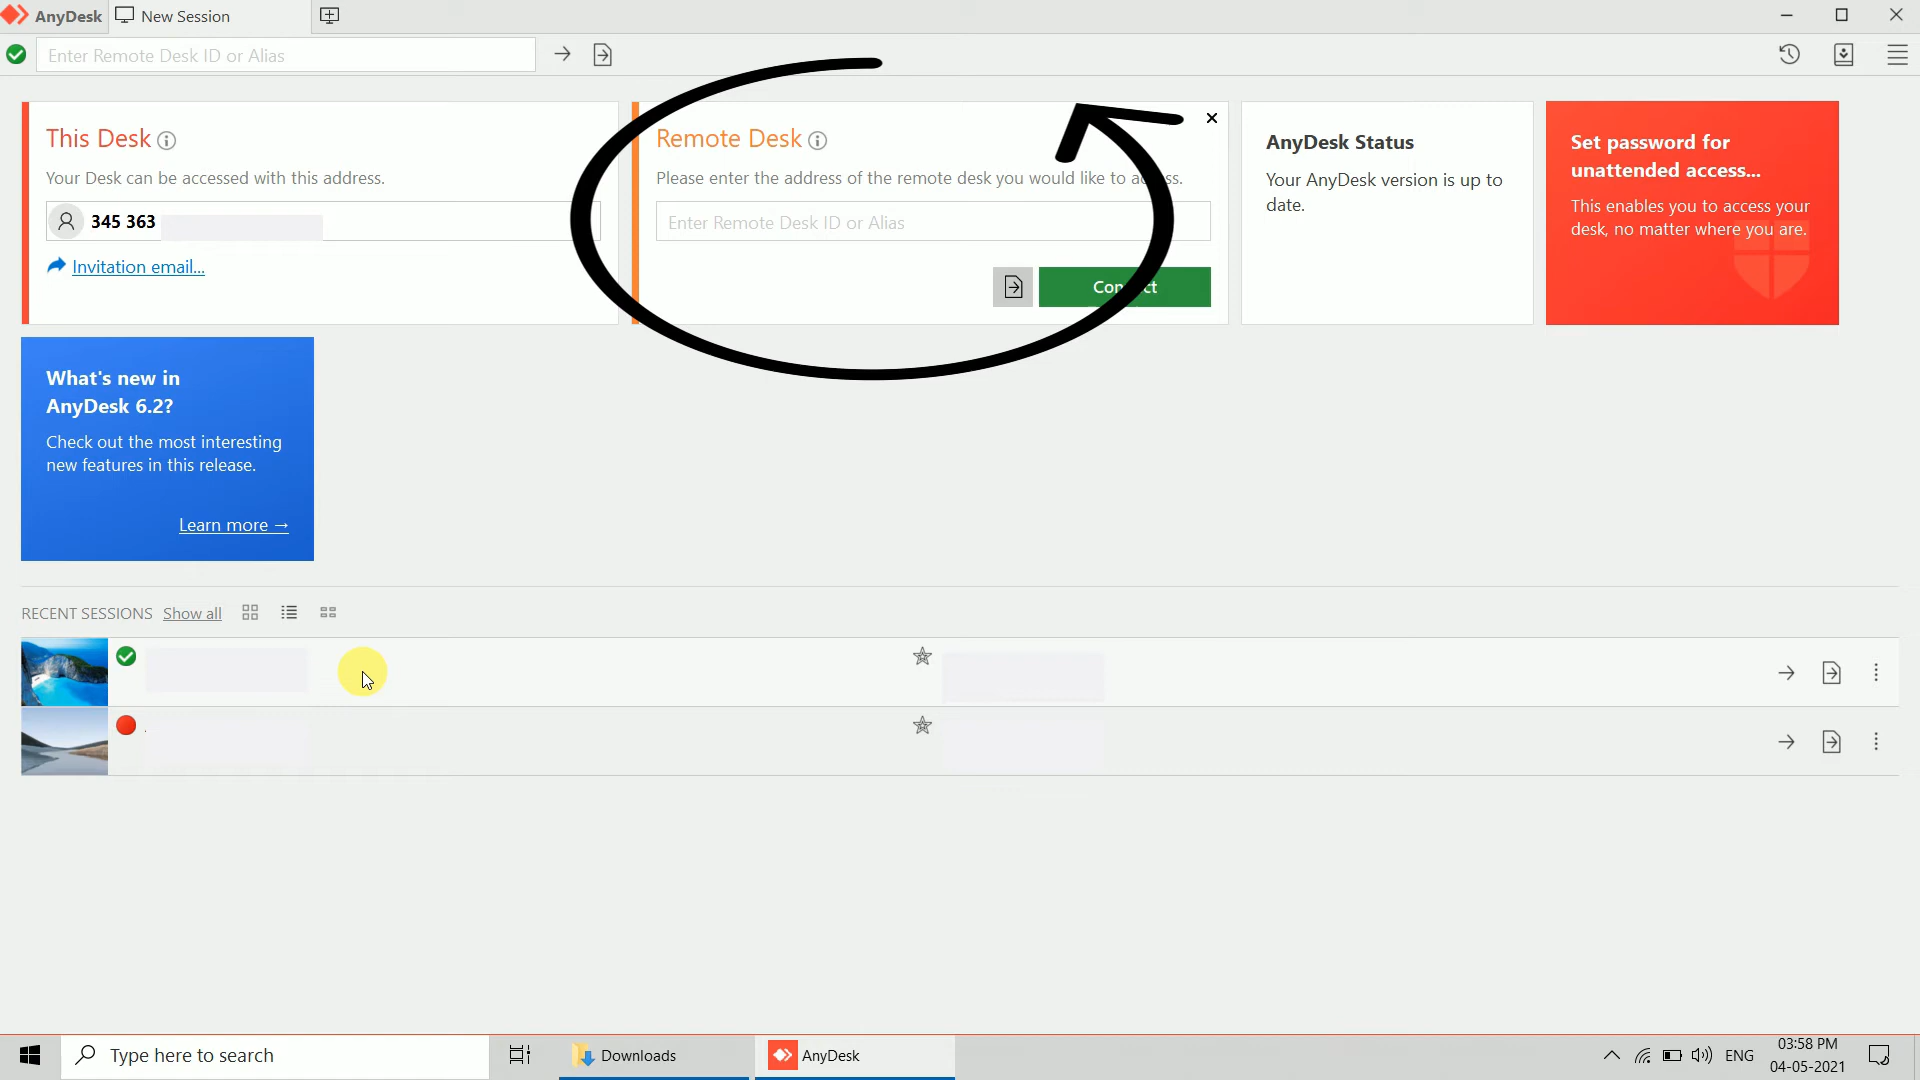 AnyDesk
New Session
Enter Remote Desk ID or Alias
This Desk
Your Desk can be accessed with this address.
345 363
Invitation email...
Remote Desk
Please enter the address of the remote desk you would like to access.
Enter Remote Desk ID or Alias
Connect
AnyDesk Status
Your AnyDesk version is up to
date.
Set password for
unattended access...
This enables you to access your
desk, no matter where you are.
What's new in
AnyDesk 6.2?
Check out the most interesting
new features in this release.
Learn more →
RECENT SESSIONS Show all
Type here to search
Downloads
AnyDesk
ENG
03:58 PM
04-05-2021